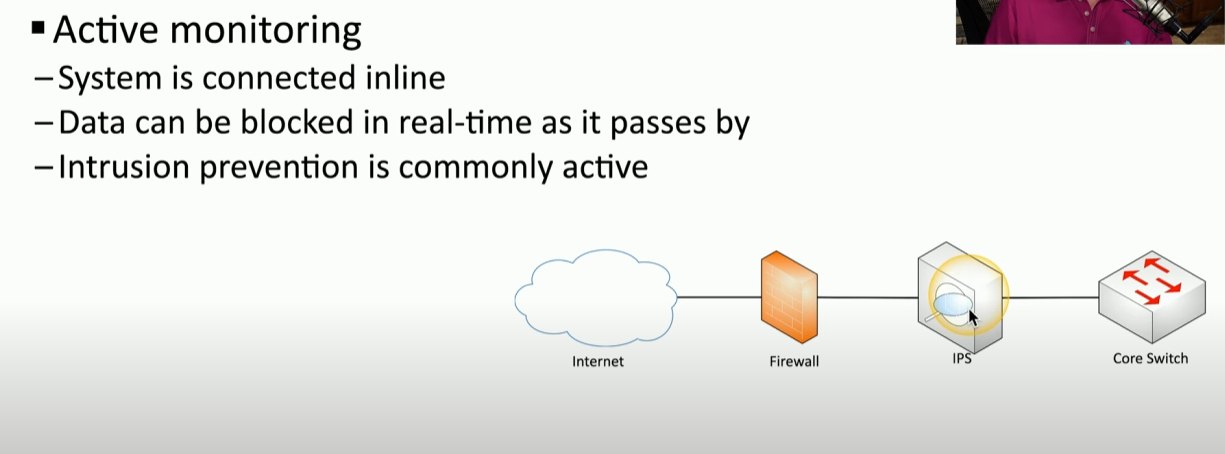 ▪ Active monitoring
– System is connected inline
– Data can be blocked in real-time as it passes by
– Intrusion prevention is commonly active
Internet
Firewall
IPS
Core Switch